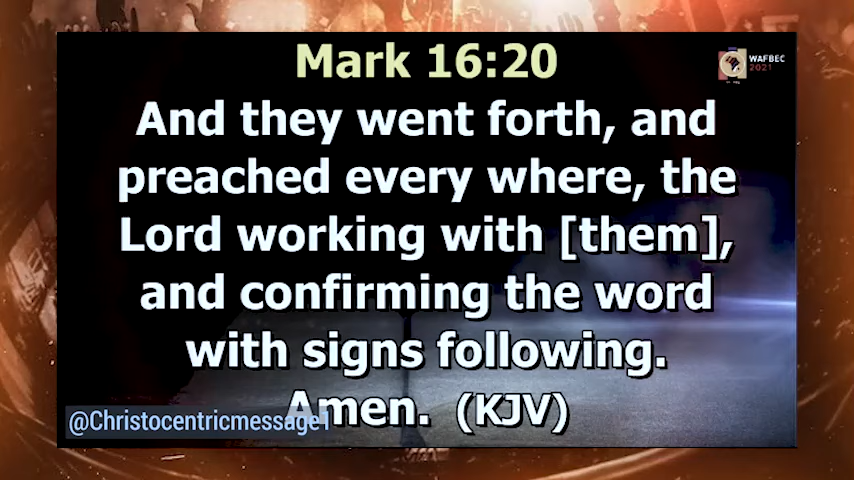 Mark 16:20
WAFBEC
2021
And they went forth, and
preached every where, the
Lord working with [them],
and confirming the word
with signs following.
Amen. (KJV)
@Christocentricmessage1